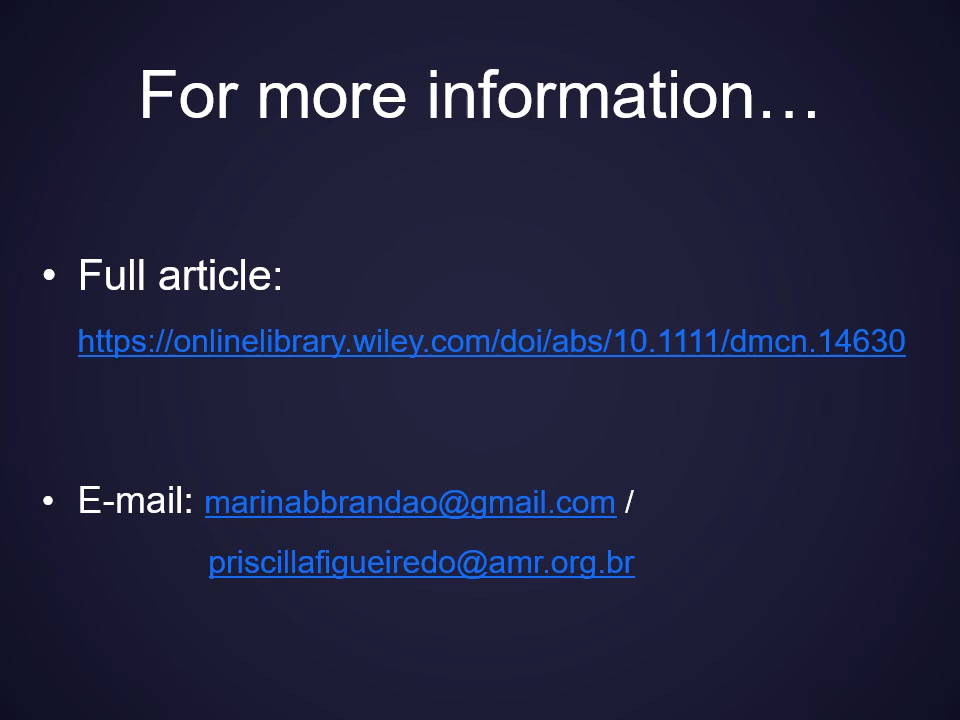 For more information…
• Full article:
https://onlinelibrary.wiley.com/doi/abs/10.1111/dmcn.14630
• E-mail: marinabbrandao@gmail.com /
priscillafigueiredo@amr.org.br